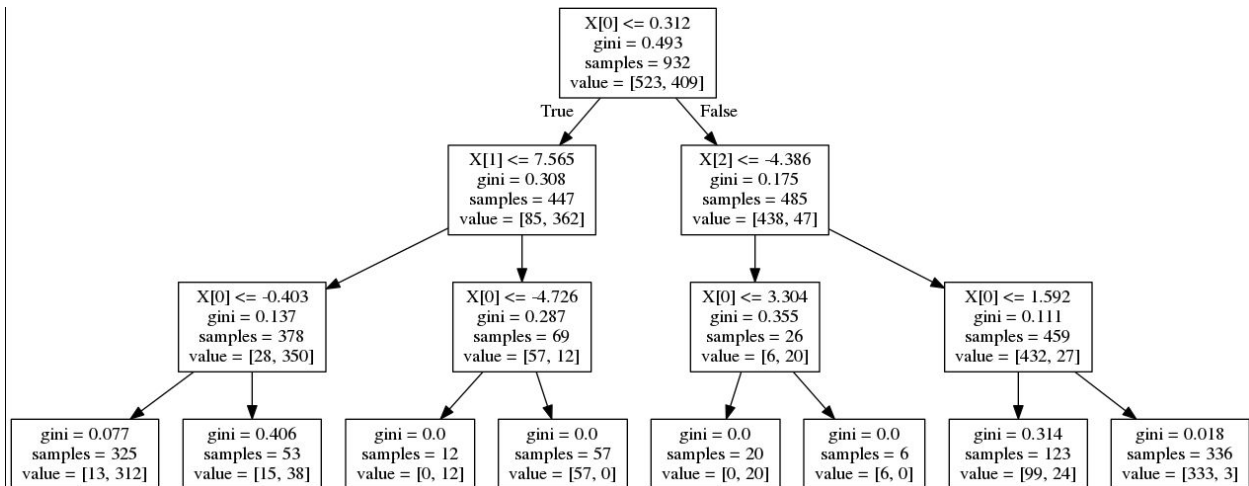 X[0] <= 0.312
gini = 0.493
samples = 932
value = [523, 409]
True
False
X[1] <= 7.565
gini = 0.308
samples = 447
value = [85, 362]
X[2] <= -4.386
gini = 0.175
samples = 485
value = [438, 47]
X[0] <= -0.403
gini = 0.137
samples = 378
value = [28, 350]
X[0] <= -4.726
gini = 0.287
samples = 69
value = [57, 12]
X[0] <= 3.304
gini = 0.355
samples = 26
value = [6, 20]
X[0] <= 1.592
gini = 0.111
samples = 459
value = [432, 27]
gini = 0.077
samples = 325
value = [13, 312]
gini = 0.406
samples = 53
value = [15, 38]
gini = 0.0
samples = 12
value = [0, 12]
gini = 0.0
samples = 57
value = [57, 0]
gini = 0.0
samples = 20
value = [0, 20]
gini = 0.0
samples = 6
value = [6, 0]
gini = 0.314
samples = 123
value = [99, 24]
gini = 0.018
samples = 336
value = [333, 3]